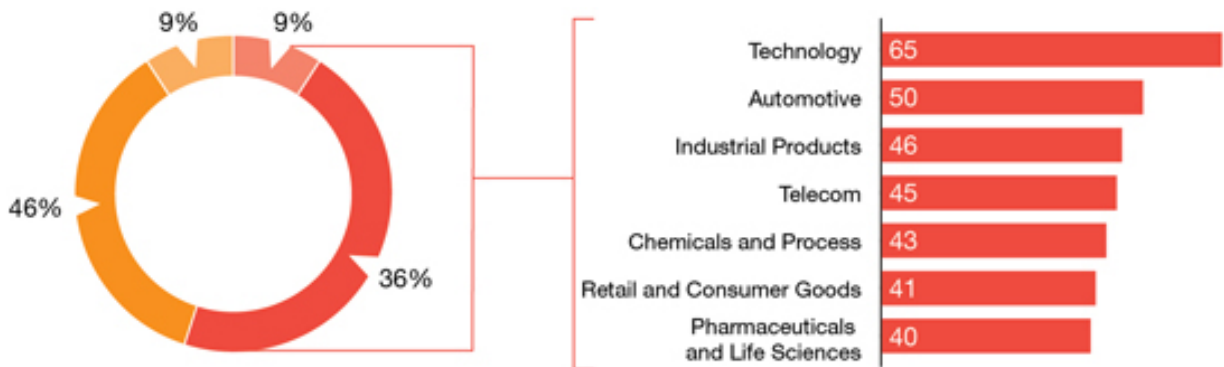 9%
9%
46%
36%
Technology
65
Automotive
50
Industrial Products
46
Telecom
45
Chemicals and Process
43
Retail and Consumer Goods
41
Pharmaceuticals
and Life Sciences
40